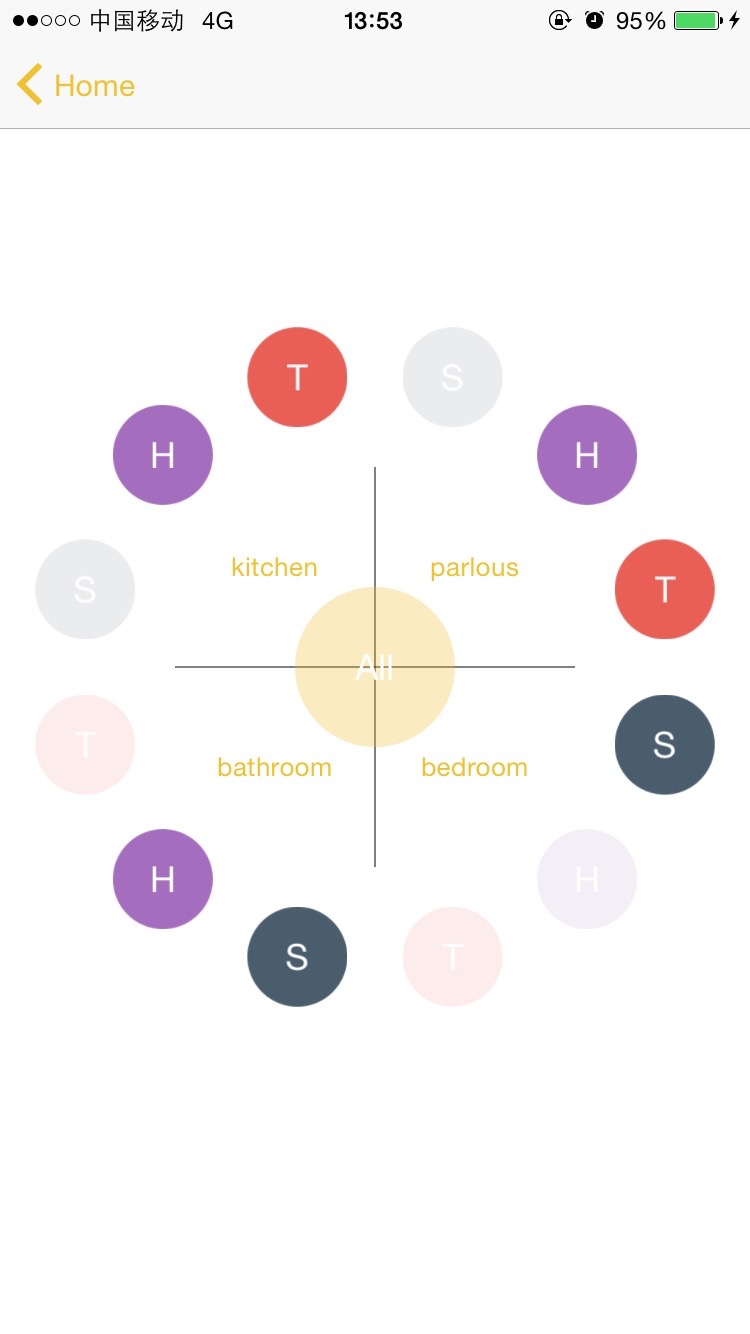 中国移动 4G 13:53 95%
Home
T S
H H
kitchen parlous
S T
All
T S
bathroom bedroom
H H
S T